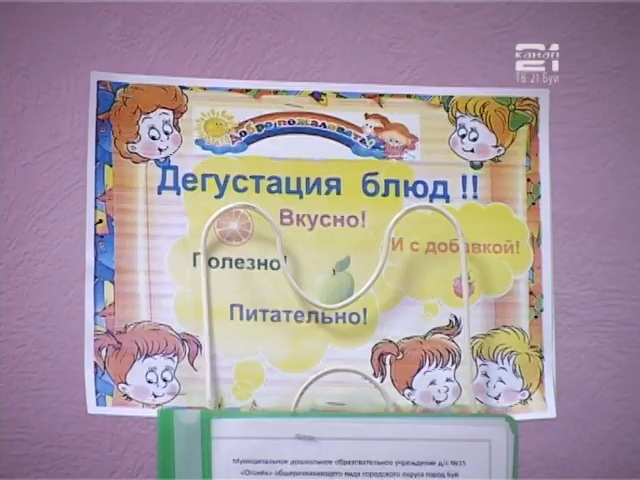 канал
21
ТВ-21 Буй
Добро пожаловать!
Дегустация блюд !!
Вкусно!
И с добавкой!
Полезно!
Питательно!
Муниципальное дошкольное образовательное учреждение д/с №15
«Огонёк» общеразвивающего вида городского округа город Буй